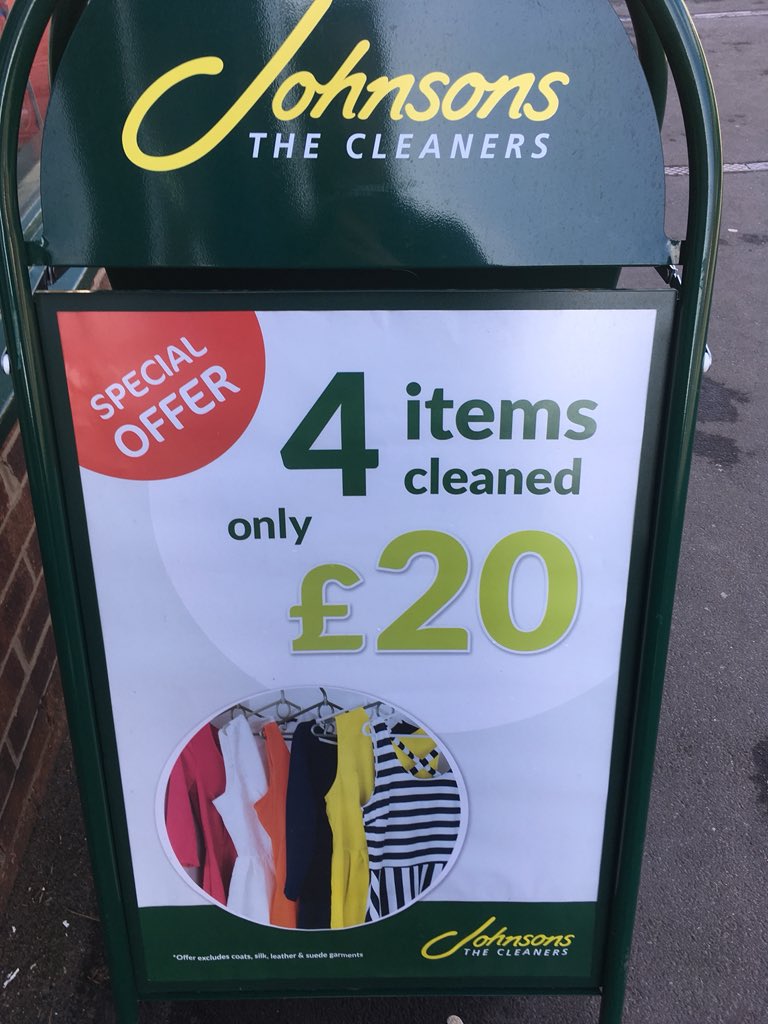 Johnsons
THE CLEANERS
SPECIAL
OFFER
4 items
cleaned
only
£20
*Offer excludes coats, silk, leather & suede garments
Johnsons
THE CLEANERS